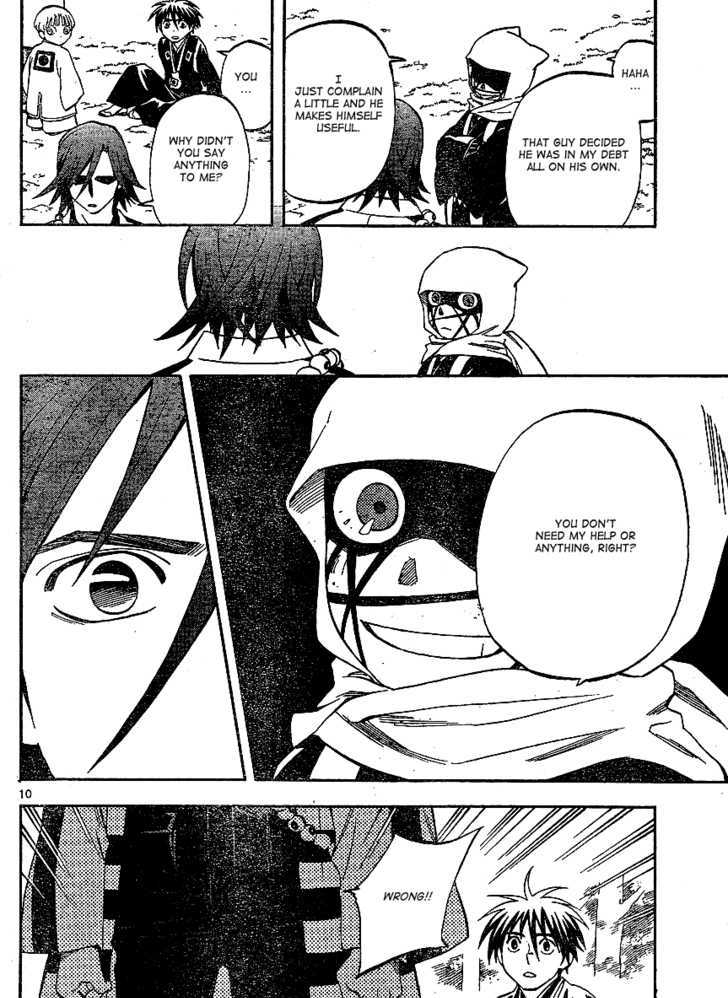 HAHA
...
THAT GUY DECIDED
HE WAS IN MY DEBT
ALL ON HIS OWN.
I
JUST COMPLAIN
A LITTLE AND HE
MAKES HIMSELF
USEFUL.
YOU
...
WHY DIDN'T
YOU SAY
ANYTHING
TO ME?
YOU DON'T
NEED MY HELP OR
ANYTHING, RIGHT?
10
WRONG!!